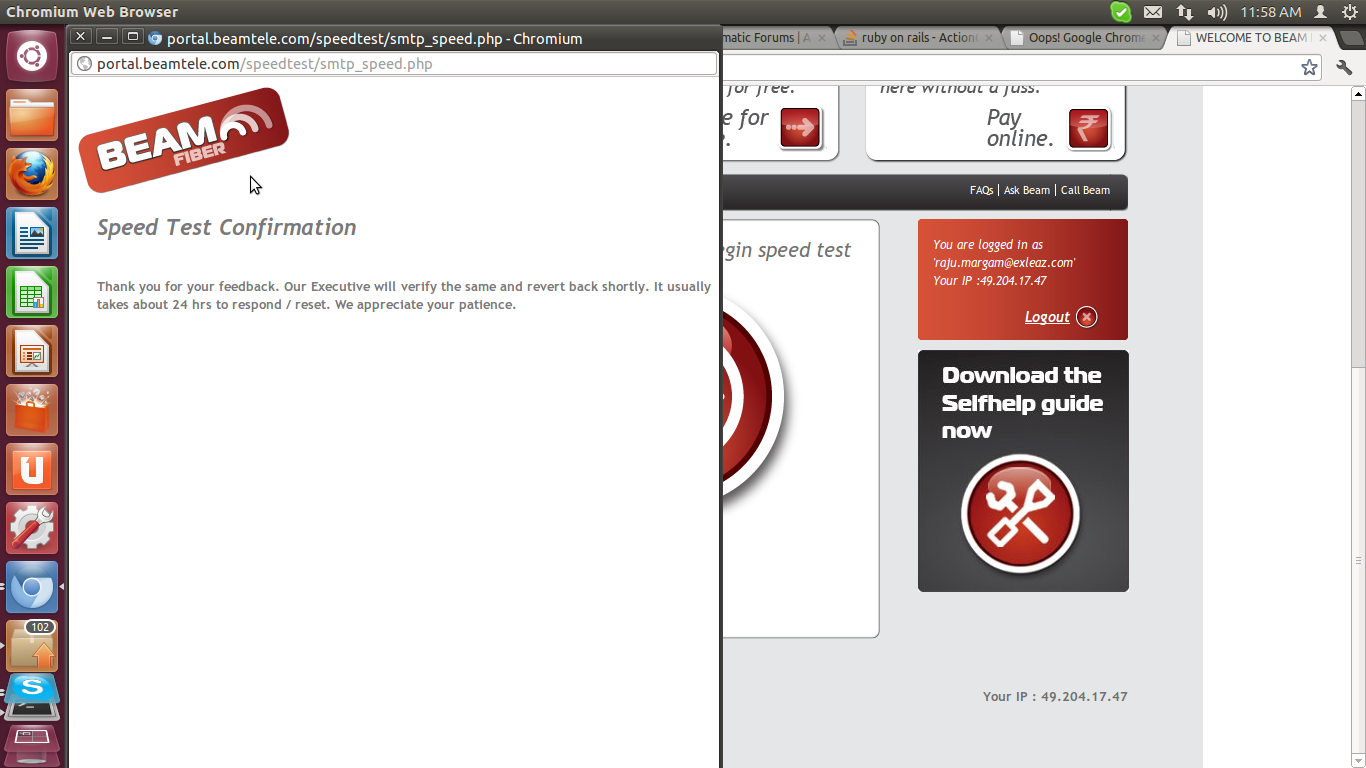 Chromium Web Browser
11:58 AM
portal.beamtele.com/speedtest/smtp_speed.php - Chromium
matic Forums | A
ruby on rails - Action
Oops! Google Chrom
WELCOME TO BEAM
portal.beamtele.com/speedtest/smtp_speed.php
BEAM
FIBER
Speed Test Confirmation
Thank you for your feedback. Our Executive will verify the same and revert back shortly. It usually
takes about 24 hrs to respond / reset. We appreciate your patience.
for free.
e for
e.
here without a fuss.
Pay
online.
FAQs | Ask Beam | Call Beam
egin speed test
You are logged in as
'raju.margam@exleaz.com'
Your IP :49.204.17.47
Logout
Download the
Selfhelp guide
now
Your IP : 49.204.17.47
102